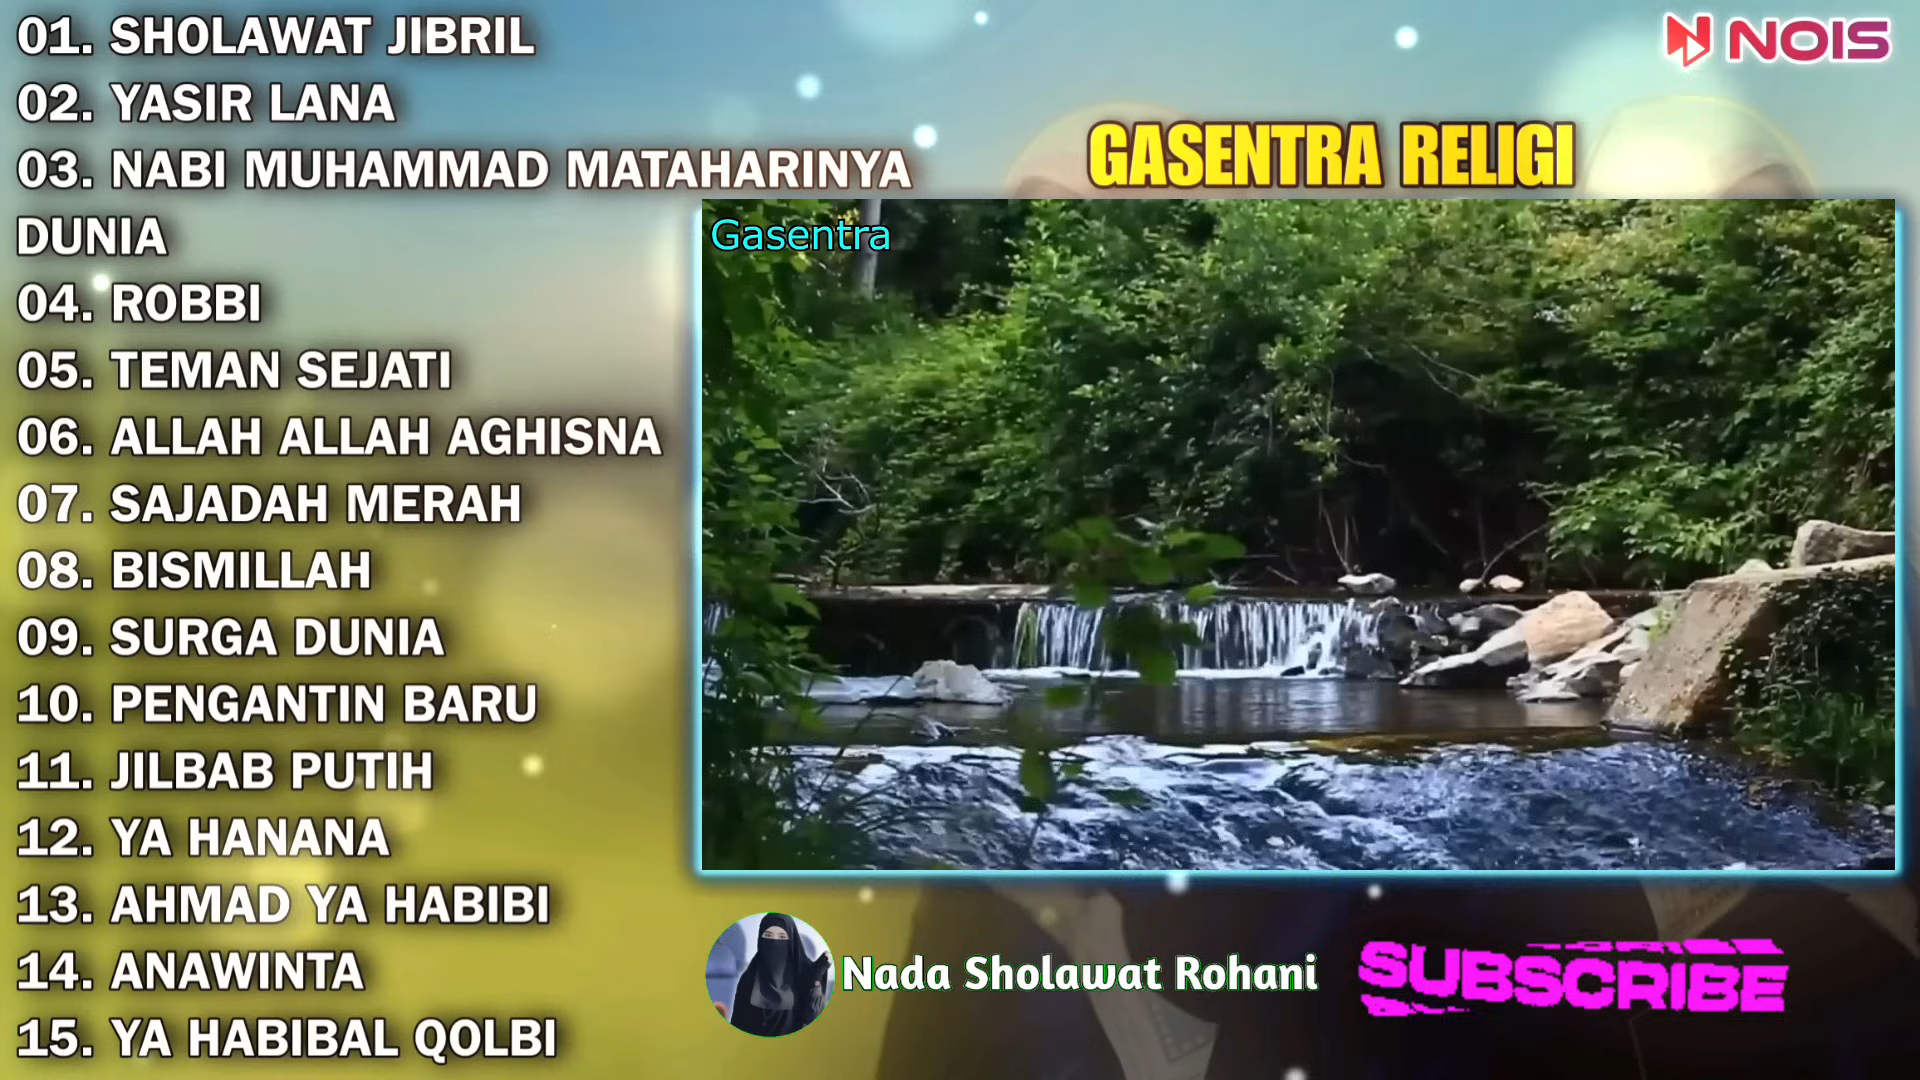 01. SHOLAWAT JIBRIL
02. YASIR LANA
03. NABI MUHAMMAD MATAHARINYA
DUNIA
04. ROBBI
05. TEMAN SEJATI
06. ALLAH ALLAH AGHISNA
07. SAJADAH MERAH
08. BISMILLAH
09. SURGA DUNIA
10. PENGANTIN BARU
11. JILBAB PUTIH
12. YA HANANA
13. AHMAD YA HABIBI
14. ANAWINTA
15. YA HABIBAL QOLBI
NOIS
GASENTRA RELIGI
Gasentra
Nada Sholawat Rohani
SUBSCRIBE